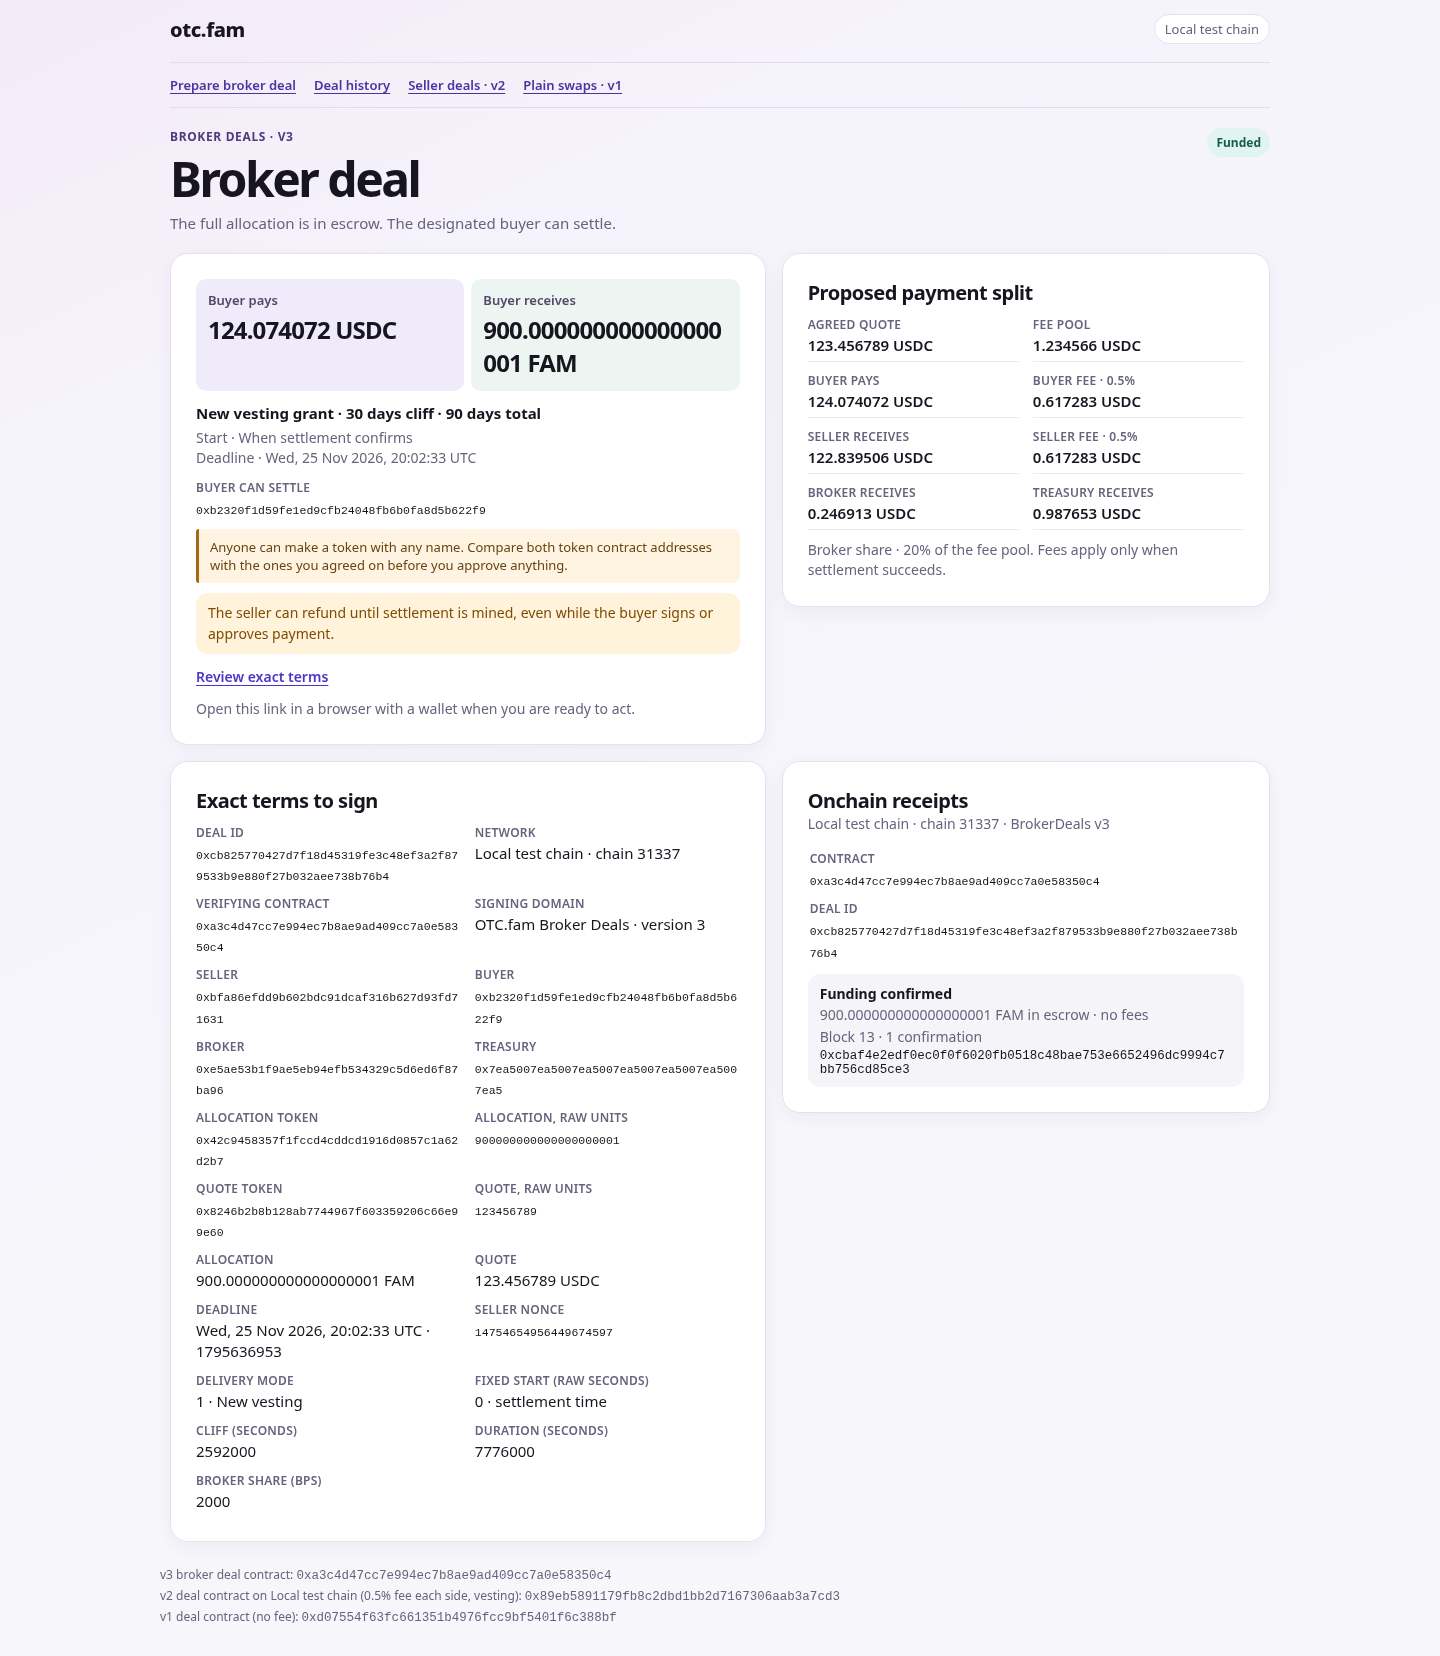 otc.fam
Local test chain
Prepare broker deal
Deal history
Seller deals · v2
Plain swaps · v1
BROKER DEALS · V3
Funded
Broker deal
The full allocation is in escrow. The designated buyer can settle.
Buyer pays
124.074072 USDC
Buyer receives
900.000000000000000
001 FAM
New vesting grant · 30 days cliff · 90 days total
Start · When settlement confirms
Deadline · Wed, 25 Nov 2026, 20:02:33 UTC
BUYER CAN SETTLE
0xb2320f1d59fe1ed9cfb24048fb6b0fa8d5b622f9
Anyone can make a token with any name. Compare both token contract addresses
with the ones you agreed on before you approve anything.
The seller can refund until settlement is mined, even while the buyer signs or
approves payment.
Review exact terms
Open this link in a browser with a wallet when you are ready to act.
Proposed payment split
AGREED QUOTE
123.456789 USDC
FEE POOL
1.234566 USDC
BUYER PAYS
124.074072 USDC
BUYER FEE · 0.5%
0.617283 USDC
SELLER RECEIVES
122.839506 USDC
SELLER FEE · 0.5%
0.617283 USDC
BROKER RECEIVES
0.246913 USDC
TREASURY RECEIVES
0.987653 USDC
Broker share · 20% of the fee pool. Fees apply only when
settlement succeeds.
Exact terms to sign
DEAL ID
0xcb825770427d7f18d45319fe3c48ef3a2f87
9533b9e880f27b032aee738b76b4
NETWORK
Local test chain · chain 31337
VERIFYING CONTRACT
0xa3c4d47cc7e994ec7b8ae9ad409cc7a0e583
50c4
SIGNING DOMAIN
OTC.fam Broker Deals · version 3
SELLER
0xbfa86efdd9b602bdc91dcaf316b627d93fd7
1631
BUYER
0xb2320f1d59fe1ed9cfb24048fb6b0fa8d5b6
22f9
BROKER
0xe5ae53b1f9ae5eb94efb534329c5d6ed6f87
ba96
TREASURY
0x7ea5007ea5007ea5007ea5007ea5007ea500
7ea5
ALLOCATION TOKEN
0x42c9458357f1fccd4cddcd1916d0857c1a62
d2b7
ALLOCATION, RAW UNITS
900000000000000000001
QUOTE TOKEN
0x8246b2b8b128ab7744967f603359206c66e9
9e60
QUOTE, RAW UNITS
123456789
ALLOCATION
900.000000000000000001 FAM
QUOTE
123.456789 USDC
DEADLINE
Wed, 25 Nov 2026, 20:02:33 UTC ·
1795636953
SELLER NONCE
14754654956449674597
DELIVERY MODE
1 · New vesting
FIXED START (RAW SECONDS)
0 · settlement time
CLIFF (SECONDS)
2592000
DURATION (SECONDS)
7776000
BROKER SHARE (BPS)
2000
Onchain receipts
Local test chain · chain 31337 · BrokerDeals v3
CONTRACT
0xa3c4d47cc7e994ec7b8ae9ad409cc7a0e58350c4
DEAL ID
0xcb825770427d7f18d45319fe3c48ef3a2f879533b9e880f27b032aee738b
76b4
Funding confirmed
900.000000000000000001 FAM in escrow · no fees
Block 13 · 1 confirmation
0xcbaf4e2edf0ec0f0f6020fb0518c48bae753e6652496dc9994c7
bb756cd85ce3
v3 broker deal contract: 0xa3c4d47cc7e994ec7b8ae9ad409cc7a0e58350c4
v2 deal contract on Local test chain (0.5% fee each side, vesting): 0x89eb5891179fb8c2dbd1bb2d7167306aab3a7cd3
v1 deal contract (no fee): 0xd07554f63fc661351b4976fcc9bf5401f6c388bf